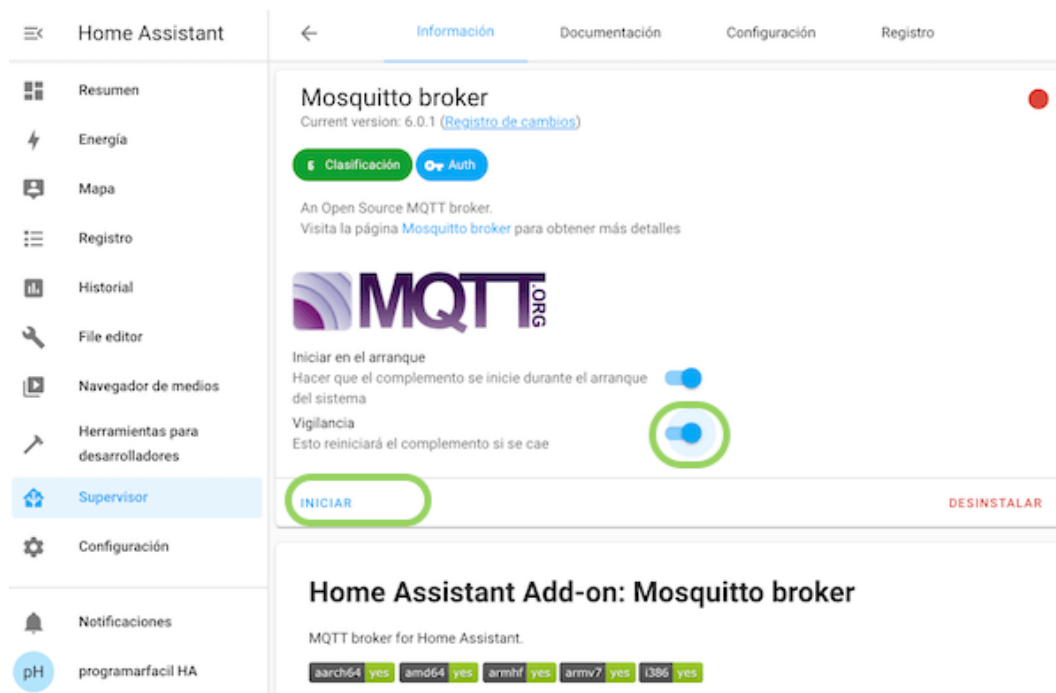 Home Assistant
Resumen
Energía
Mapa
Registro
Historial
File editor
Navegador de medios
Herramientas para
desarrolladores
Supervisor
Configuración
Notificaciones
pH programarfacil HA
Información Documentación Configuración Registro
Mosquitto broker
Current version: 6.0.1 (Registro de cambios)
6 Clasificación Auth
An Open Source MQTT broker.
Visita la página Mosquitto broker para obtener más detalles
MQTT.ORG
Iniciar en el arranque
Hacer que el complemento se inicie durante el arranque
del sistema
Vigilancia
Esto reiniciará el complemento si se cae
INICIAR DESINSTALAR
Home Assistant Add-on: Mosquitto broker
MQTT broker for Home Assistant.
aarch64 yes amd64 yes armhf yes armv7 yes i386 yes